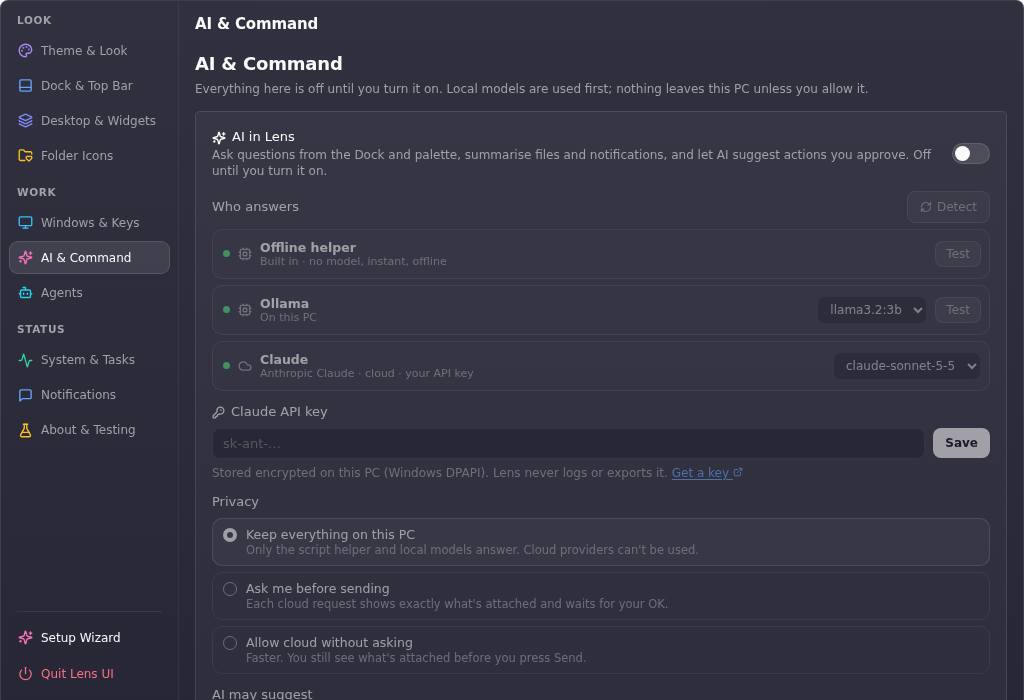 LOOK
Theme & Look
Dock & Top Bar
Desktop & Widgets
Folder Icons
WORK
Windows & Keys
AI & Command
Agents
STATUS
System & Tasks
Notifications
About & Testing
Setup Wizard
Quit Lens UI
AI & Command
AI & Command
Everything here is off until you turn it on. Local models are used first; nothing leaves this PC unless you allow it.
AI in Lens
Ask questions from the Dock and palette, summarise files and notifications, and let AI suggest actions you approve. Off
until you turn it on.
Who answers
Detect
Offline helper
Built in · no model, instant, offline
Test
Ollama
On this PC
llama3.2:3b
Test
Claude
Anthropic Claude · cloud · your API key
claude-sonnet-5-5
Claude API key
sk-ant-...
Save
Stored encrypted on this PC (Windows DPAPI). Lens never logs or exports it. Get a key
Privacy
Keep everything on this PC
Only the script helper and local models answer. Cloud providers can't be used.
Ask me before sending
Each cloud request shows exactly what's attached and waits for your OK.
Allow cloud without asking
Faster. You still see what's attached before you press Send.
AI may suggest